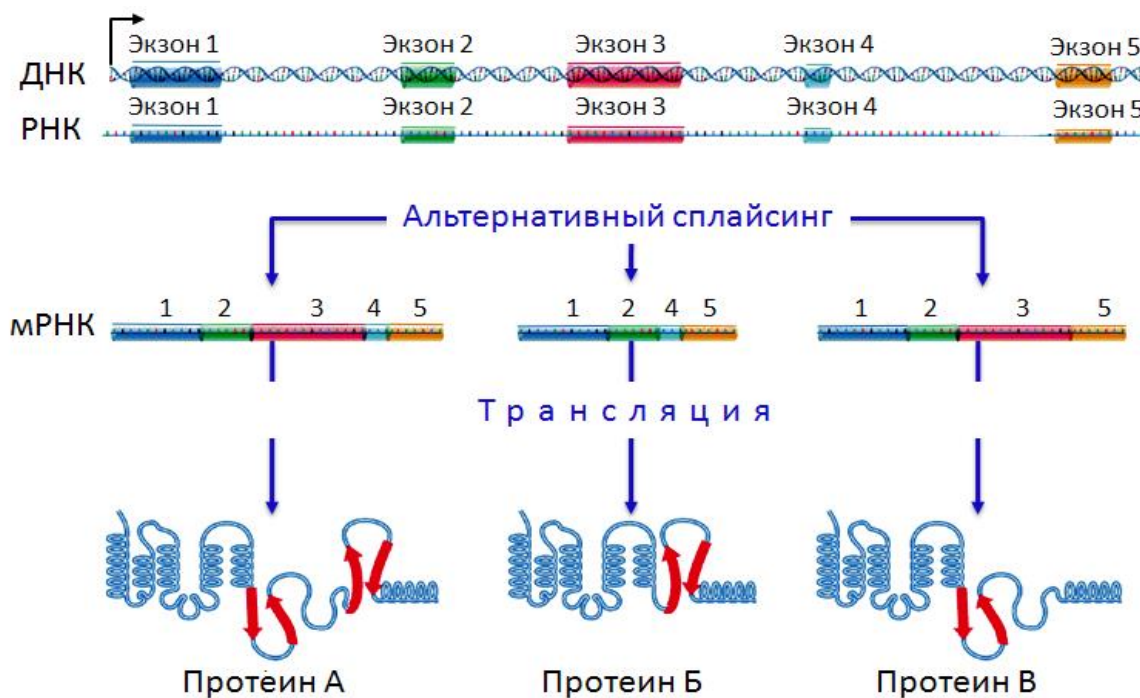 Экзон 1 Экзон 2 Экзон 3 Экзон 4 Экзон 5
ДНК
Экзон 1 Экзон 2 Экзон 3 Экзон 4 Экзон 5
РНК
Альтернативный сплайсинг
1 2 3 4 5 1 2 4 5 1 2 3 5
мРНК
Трансляция
Протеин А Протеин Б Протеин В